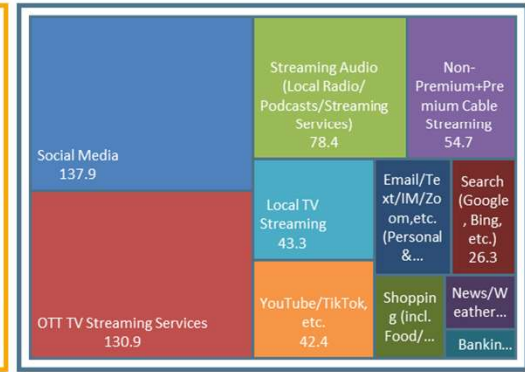 Social Media
137.9
OTT TV Streaming Services
130.9
Streaming Audio
(Local Radio/
Podcasts/Streaming
Services)
78.4
Non-
Premium+Pre
mium Cable
Streaming
54.7
Local TV
Streaming
43.3
YouTube/TikTok,
etc.
42.4
Email/Te
xt/IM/Zo
om,etc.
(Personal
&...
Search
(Google
, Bing,
etc.)
26.3
Shoppin
g (incl.
Food/...
News/W
eather...
Bankin...